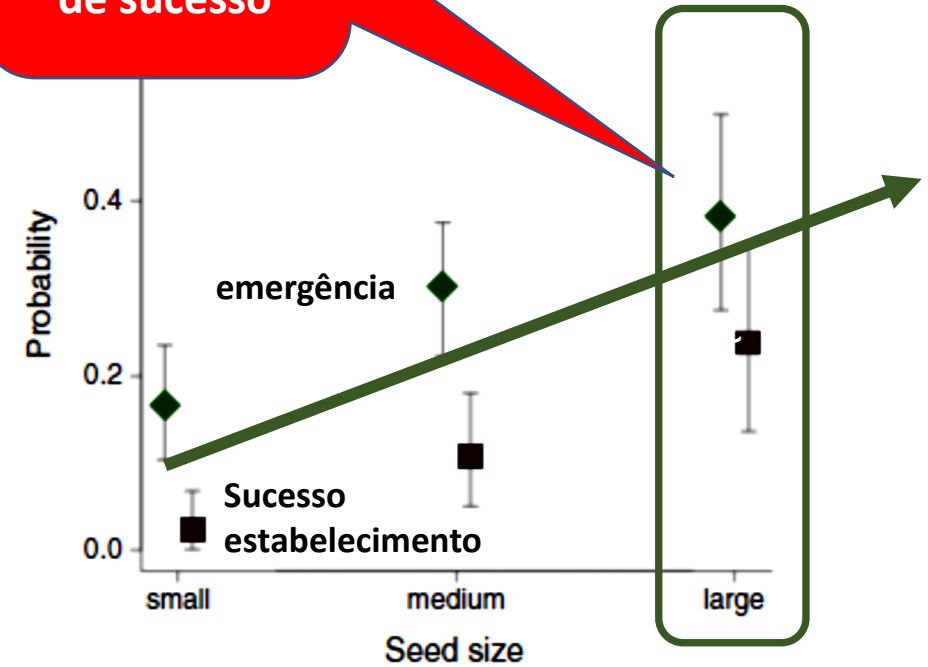 de sucesso
0.4
0.2
0.0
Probability
emergência
Sucesso
estabelecimento
small medium large
Seed size